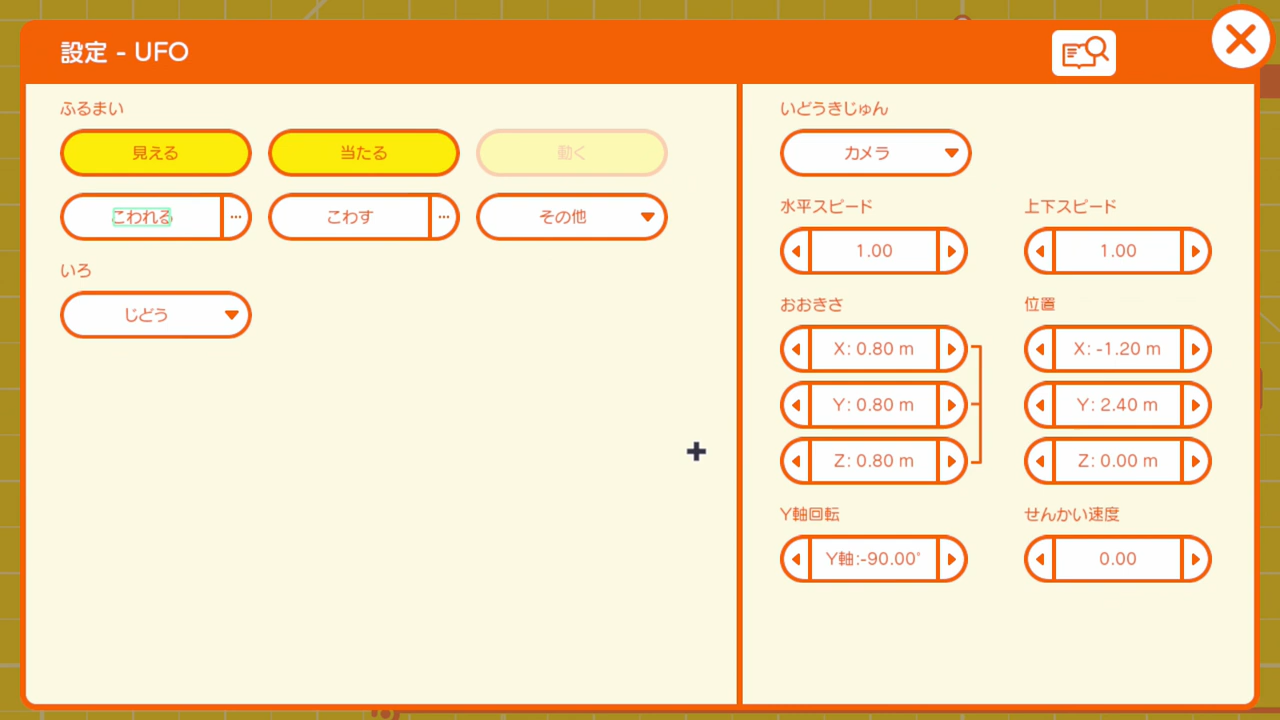 設定 - UFO
ふるまい
見える
当たる
動く
こわれる
...
こわす
...
その他
いろ
じどう
いどうきじゅん
カメラ
水平スピード
上下スピード
1.00
1.00
おおきさ
位置
X: 0.80 m
X: -1.20 m
Y: 0.80 m
Y: 2.40 m
Z: 0.80 m
Z: 0.00 m
Y軸回転
せんかい速度
Y軸:-90.00°
0.00